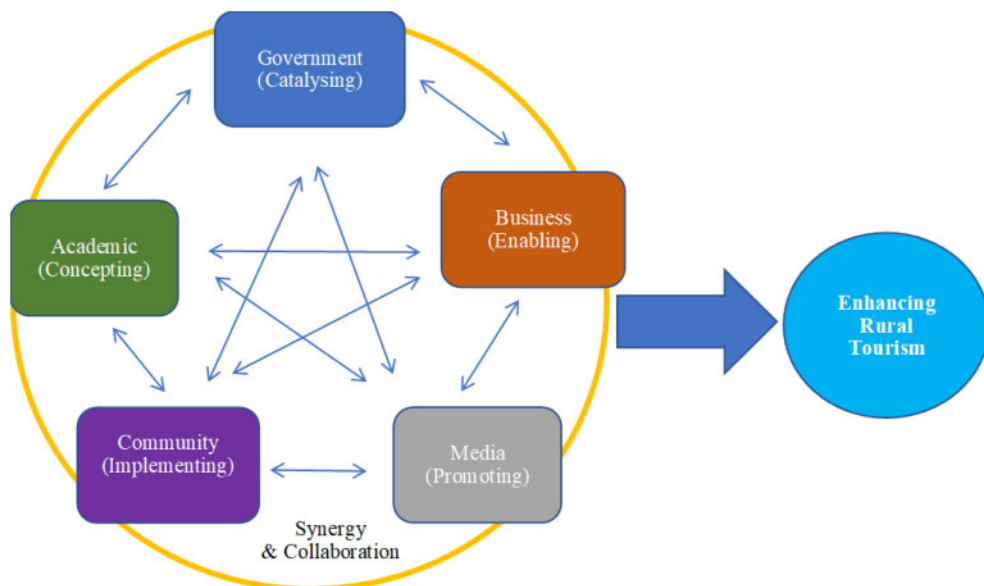 Government
(Catalysing)
Business
(Enabling)
Academic
(Concepting)
Enhancing
Rural
Tourism
Community
(Implementing)
Media
(Promoting)
Synergy
& Collaboration